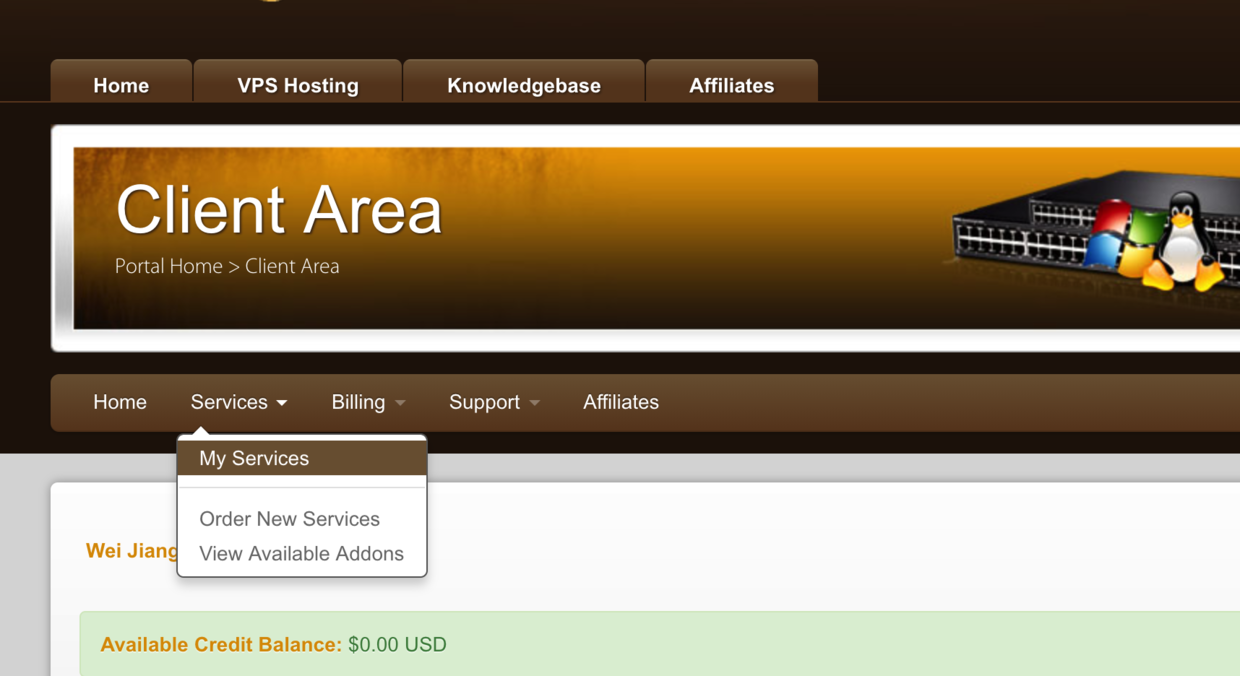 Home VPS Hosting Knowledgebase Affiliates
Client Area
Portal Home > Client Area
Home Services Billing Support Affiliates
My Services
Order New Services
Wei Jiang
View Available Addons
Available Credit Balance: $0.00 USD